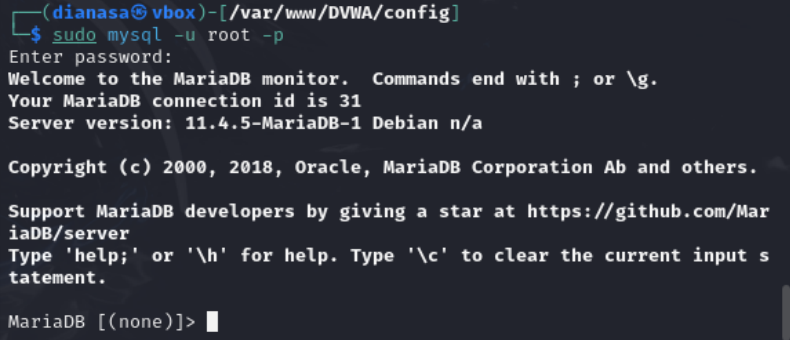 ┌──(dianasa㉿vbox)-[/var/www/DVWA/config]
└─$ sudo mysql -u root -p
Enter password:
Welcome to the MariaDB monitor.  Commands end with ; or \g.
Your MariaDB connection id is 31
Server version: 11.4.5-MariaDB-1 Debian n/a

Copyright (c) 2000, 2018, Oracle, MariaDB Corporation Ab and others.

Support MariaDB developers by giving a star at https://github.com/Mar
iaDB/server
Type 'help;' or '\h' for help. Type '\c' to clear the current input s
tatement.

MariaDB [(none)]>